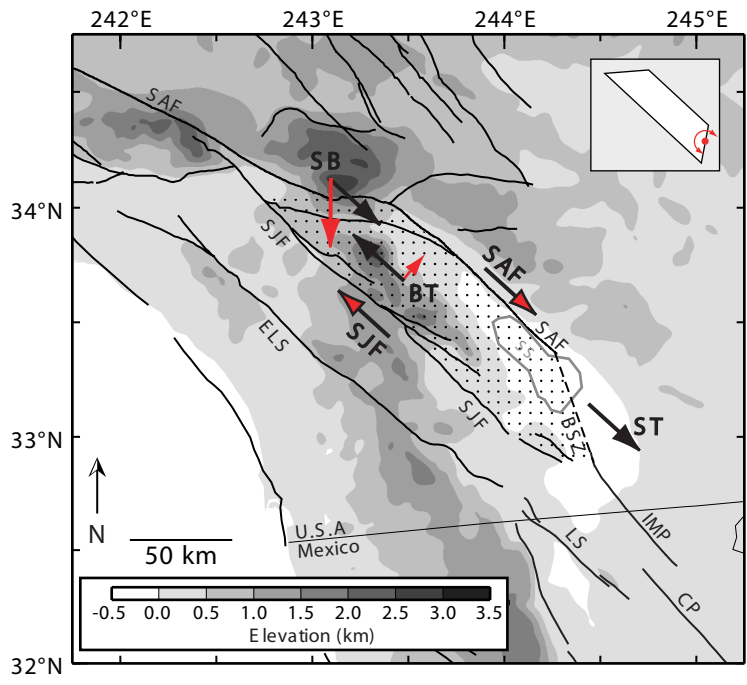 242°E 243°E 244°E 245°E
34°N
33°N
32°N
SAF
SB
SJF
SAF
BT
SAF
SJF
ELS
SS
SJF
BSZ
ST
N
50 km
U.S.A
Mexico
LS
IMP
CP
-0.5 0.0 0.5 1.0 1.5 2.0 2.5 3.0 3.5
Elevation (km)